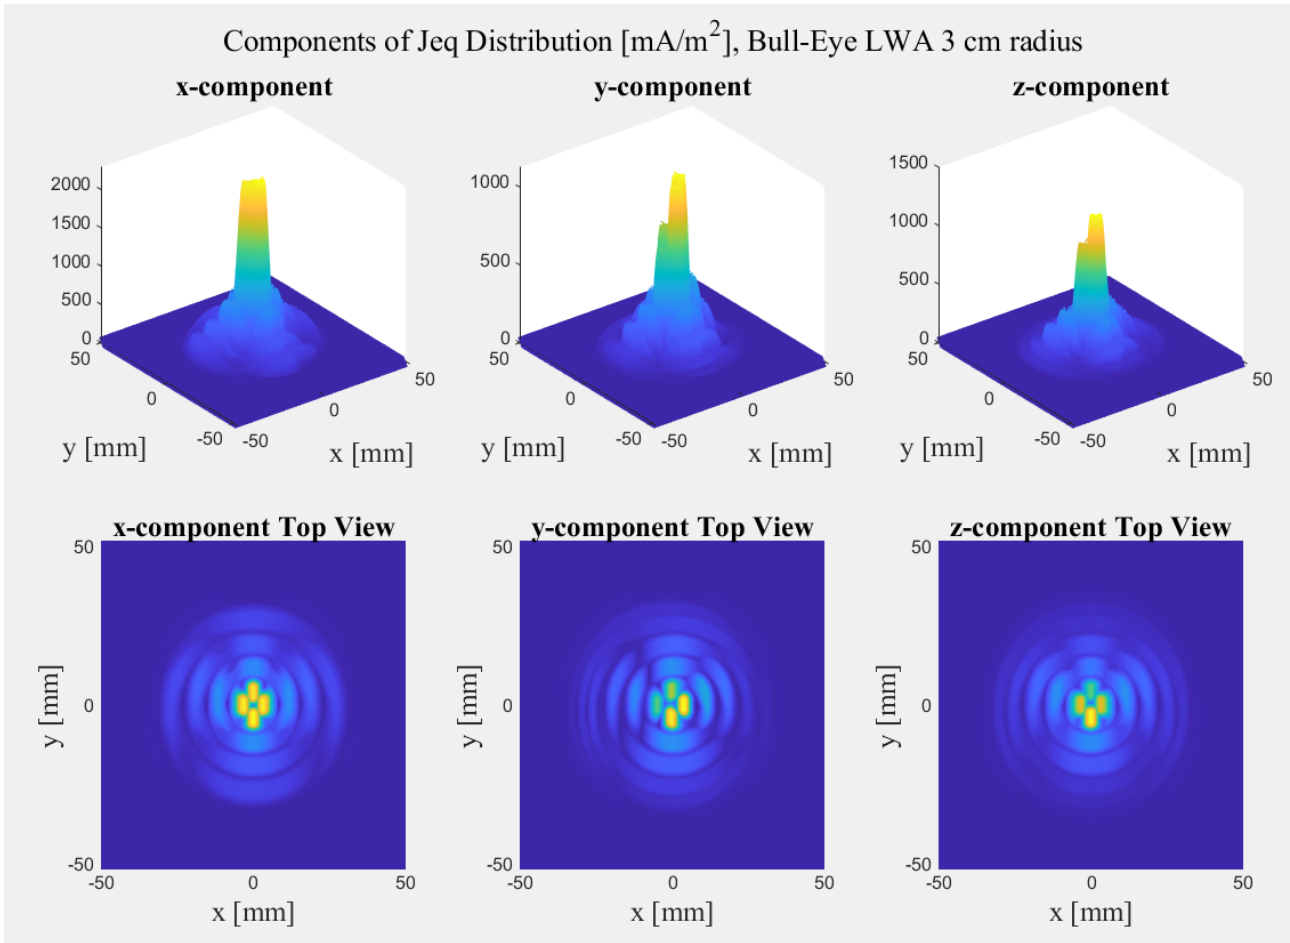 Components of Jeq Distribution [mA/m²], Bull-Eye LWA 3 cm radius
x-component
y-component
z-component
2000
1500
1000
500
0
50
0
-50
-50
0
50
y [mm]
x [mm]
1000
500
0
50
0
-50
-50
0
50
y [mm]
x [mm]
1500
1000
500
0
50
0
-50
-50
0
50
y [mm]
x [mm]
x-component Top View
y-component Top View
z-component Top View
50
0
-50
y [mm]
-50
0
50
x [mm]
50
0
-50
y [mm]
-50
0
50
x [mm]
50
0
-50
y [mm]
-50
0
50
x [mm]